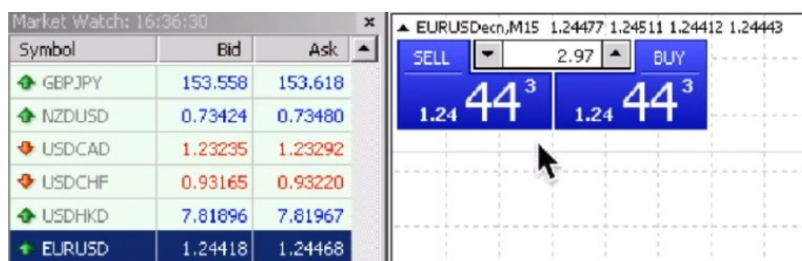 Market Watch: 16:36:30
Symbol Bid Ask
GBPJPY 153.558 153.618
NZDUSD 0.73424 0.73480
USDCAD 1.23235 1.23292
USDCHF 0.93165 0.93220
USDHKD 7.81896 7.81967
EURUSD 1.24418 1.24468
EURUSDecn,M15 1.24477 1.24511 1.24412 1.24443
SELL 2.97 BUY
1.24 44 3 1.24 44 3